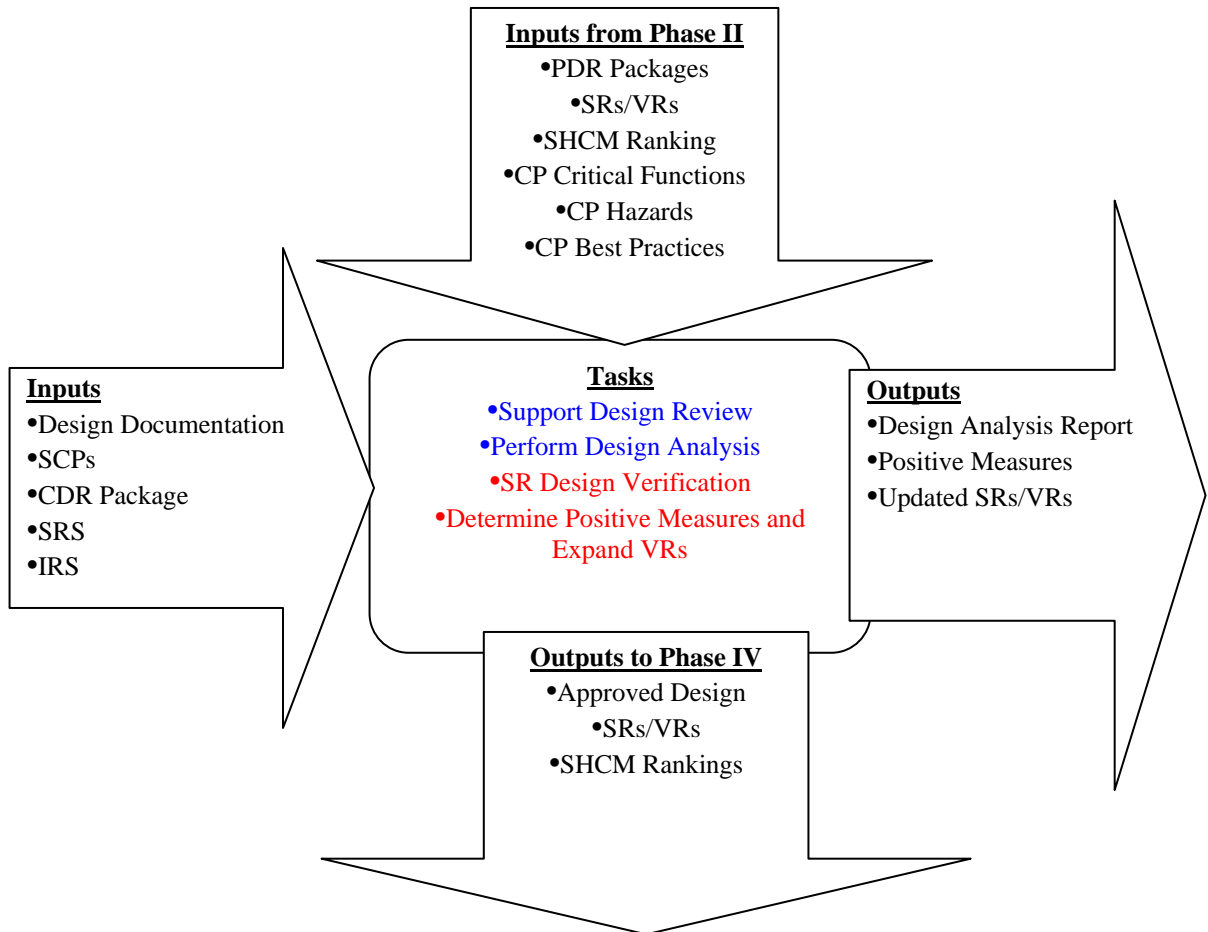 Inputs from Phase II
•PDR Packages
•SRs/VRs
•SHCM Ranking
•CP Critical Functions
•CP Hazards
•CP Best Practices
Inputs
•Design Documentation
•SCPs
•CDR Package
•SRS
•IRS
Tasks
•Support Design Review
•Perform Design Analysis
•SR Design Verification
•Determine Positive Measures and
Expand VRs
Outputs
•Design Analysis Report
•Positive Measures
•Updated SRs/VRs
Outputs to Phase IV
•Approved Design
•SRs/VRs
•SHCM Rankings